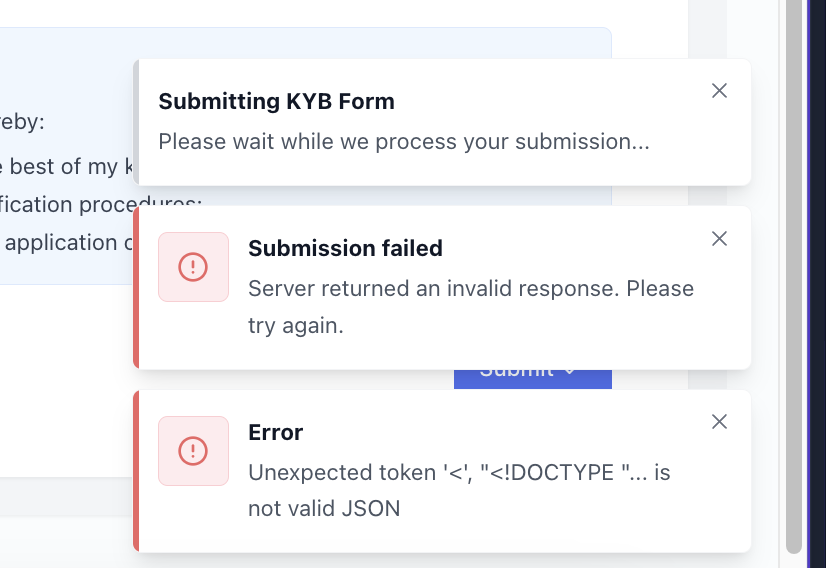 Submitting KYB Form
Please wait while we process your submission...
eby:
best of my
fication procedures:
application
Submission failed
Server returned an invalid response. Please
try again.
Submit
Error
Unexpected token '<', "<!DOCTYPE "... is
not valid JSON